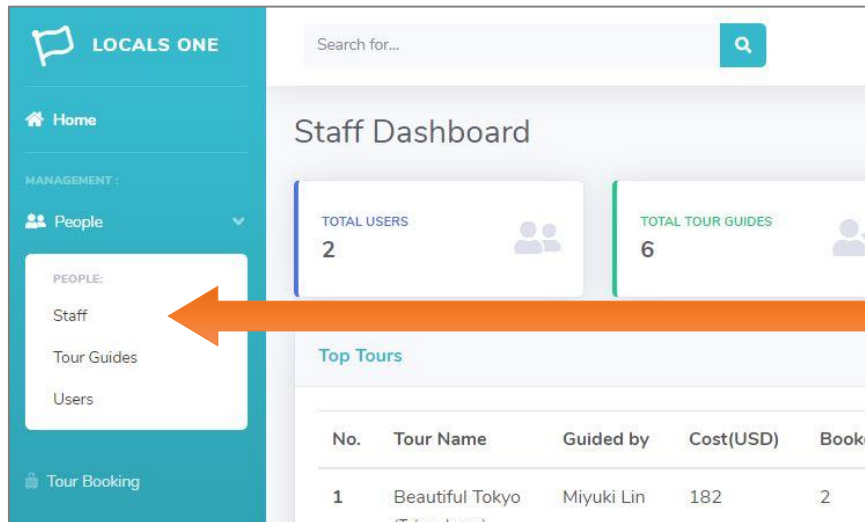 LOCALS ONE
Search for...
Home
Staff Dashboard
MANAGEMENT :
People
TOTAL USERS
2
TOTAL TOUR GUIDES
6
PEOPLE:
Staff
Tour Guides
Users
Top Tours
No. Tour Name Guided by Cost(USD)
1 Beautiful Tokyo Miyuki Lin 182 2
Tour Booking